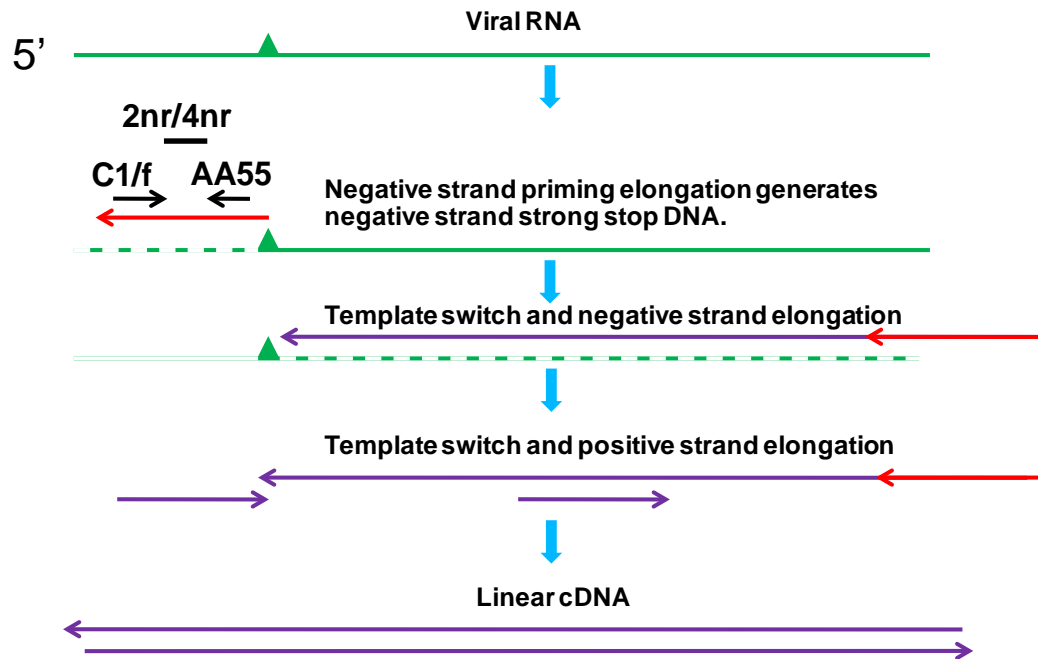 Viral RNA
5’
2nr/4nr
C1/f
AA55
Negative strand priming elongation generates
negative strand strong stop DNA.
Template switch and negative strand elongation
Template switch and positive strand elongation
Linear cDNA